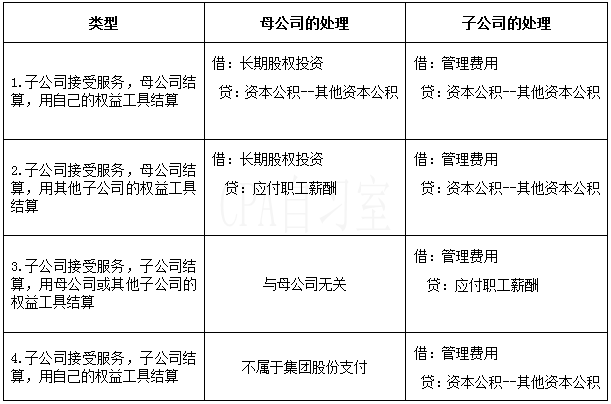 类型
母公司的处理
子公司的处理
1.子公司接受服务，母公司结
算，用自己的权益工具结算
借：长期股权投资
贷：资本公积--其他资本公积
借：管理费用
贷：资本公积--其他资本公积
2.子公司接受服务，母公司结
算，用其他子公司的权益工具
结算
借：长期股权投资
贷：应付职工薪酬
借：管理费用
贷：资本公积--其他资本公积
3.子公司接受服务，子公司结
算，用母公司或其他子公司的
权益工具结算
与母公司无关
借：管理费用
贷：应付职工薪酬
4.子公司接受服务，子公司结
算，用自己的权益工具结算
不属于集团股份支付
借：管理费用
贷：资本公积--其他资本公积
CPA自习室